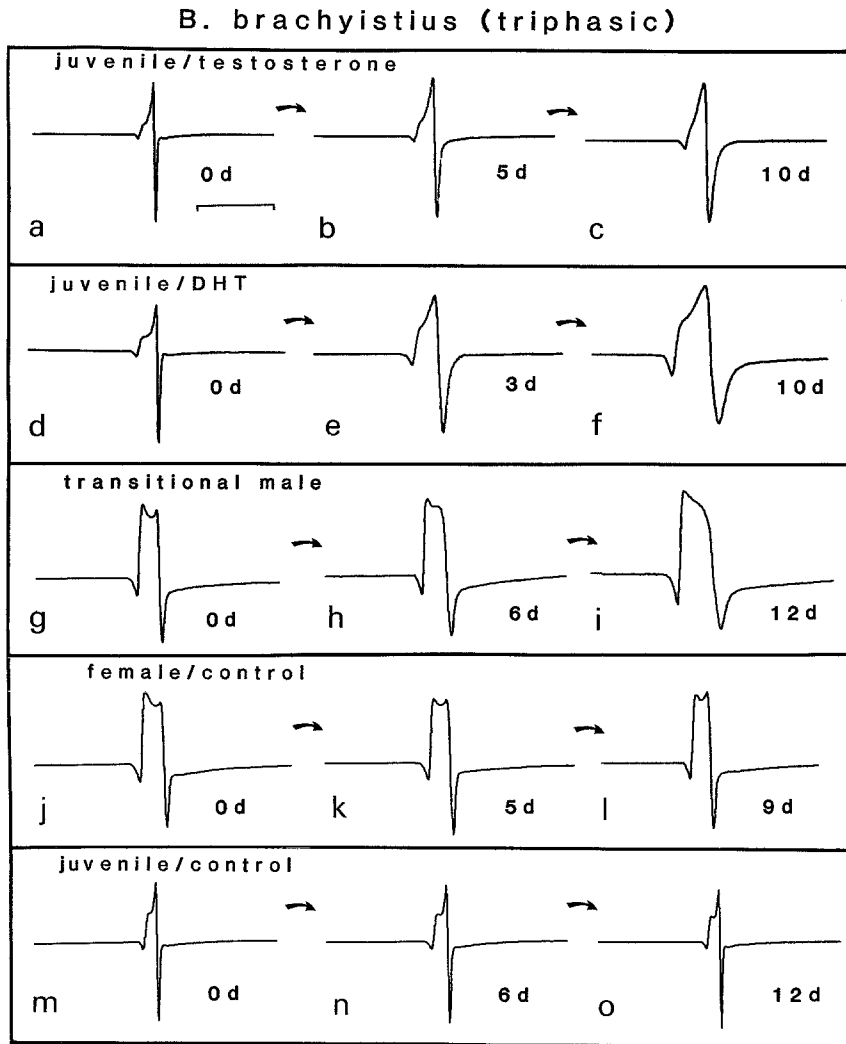 B. brachyistius (triphasic)
juvenile/testosterone
0d
5d
10d
a
b
c
juvenile/DHT
0d
3d
10d
d
e
f
transitional male
g
0d
h
6d
i
12d
female/control
j
0d
k
5d
l
9d
juvenile/control
m
0d
n
6d
o
12d